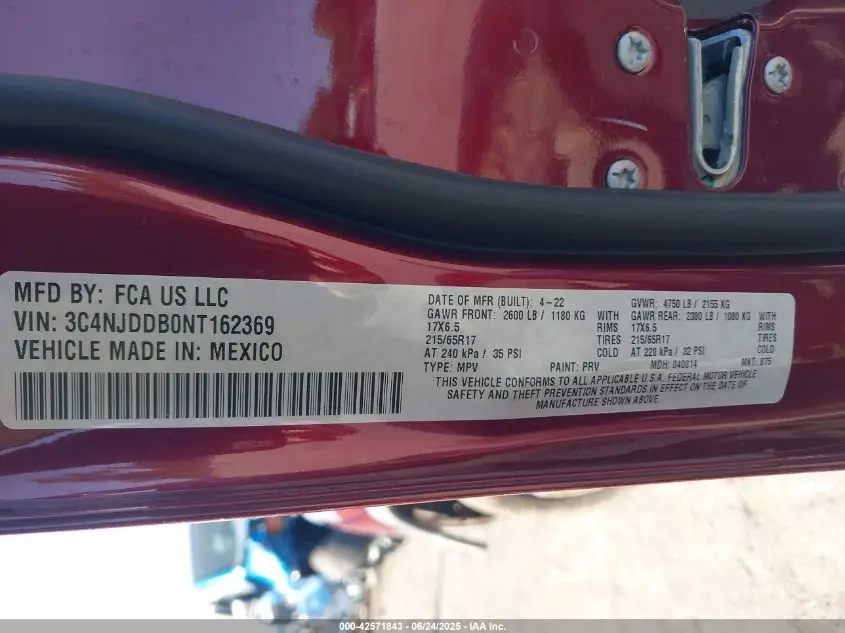 MFD BY: FCA US LLC
VIN: 3C4NJDDB0NT162369
VEHICLE MADE IN: MEXICO
DATE OF MFR (BUILT): 4-22
GAWR FRONT: 2600 LB / 1180 KG WITH
17X6.5 RIMS
215/65R17 TIRES
AT 240 kPa / 35 PSI COLD
TYPE: MPV PAINT: PRV
GVWR: 4750 LB / 2155 KG
GAWR REAR: 2380 LB / 1080 KG WITH
17X6.5 RIMS
215/65R17 TIRES
AT 220 kPa / 32 PSI COLD
MDH: 040814 MKT: 875
THIS VEHICLE CONFORMS TO ALL APPLICABLE U.S.A. FEDERAL MOTOR VEHICLE
SAFETY AND THEFT PREVENTION STANDARDS IN EFFECT ON THE DATE OF
MANUFACTURE SHOWN ABOVE.
000-42571843 - 06/24/2025 - IAA Inc.